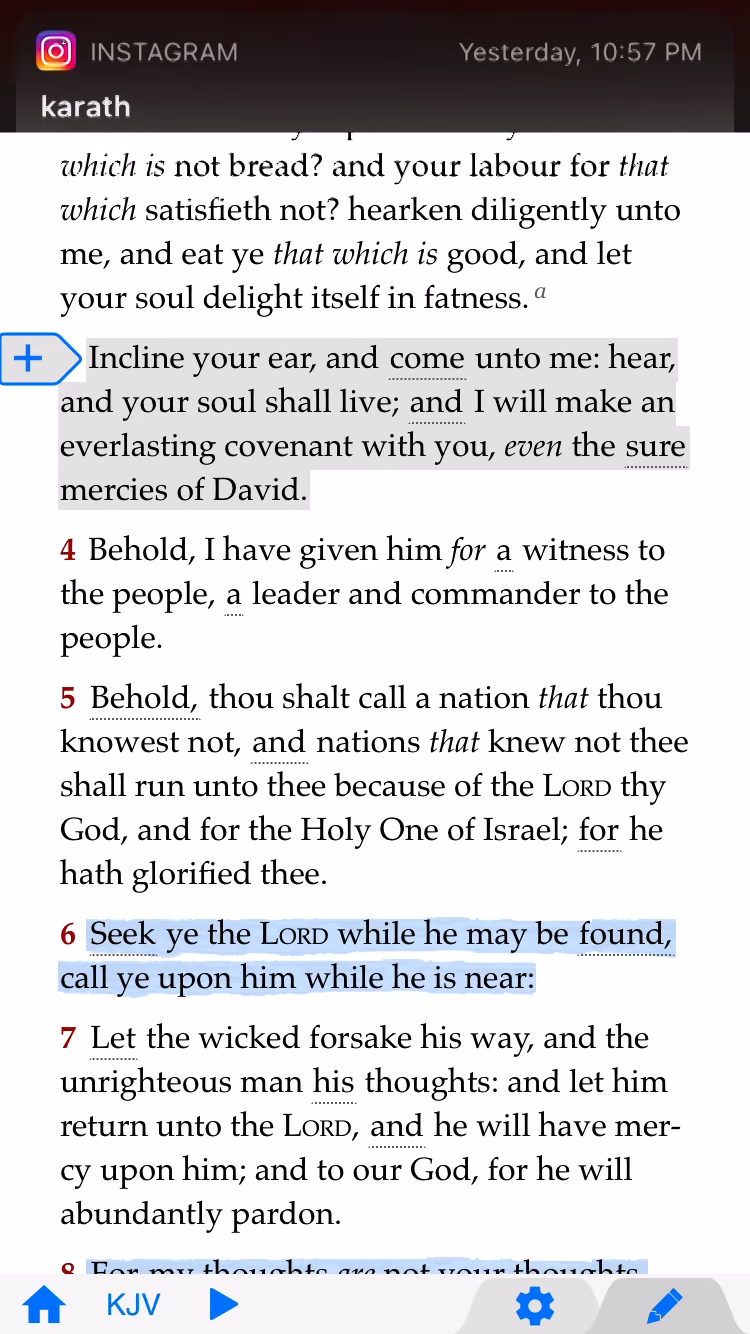 INSTAGRAM Yesterday, 10:57 PM
karath
which is not bread? and your labour for that
which satisfieth not? hearken diligently unto
me, and eat ye that which is good, and let
your soul delight itself in fatness. a
Incline your ear, and come unto me: hear,
and your soul shall live; and I will make an
everlasting covenant with you, even the sure
mercies of David.
4 Behold, I have given him for a witness to
the people, a leader and commander to the
people.
5 Behold, thou shalt call a nation that thou
knowest not, and nations that knew not thee
shall run unto thee because of the LORD thy
God, and for the Holy One of Israel; for he
hath glorified thee.
6 Seek ye the LORD while he may be found,
call ye upon him while he is near:
7 Let the wicked forsake his way, and the
unrighteous man his thoughts: and let him
return unto the LORD, and he will have mer-
cy upon him; and to our God, for he will
abundantly pardon.
8 For my thoughts are not your thoughts
KJV